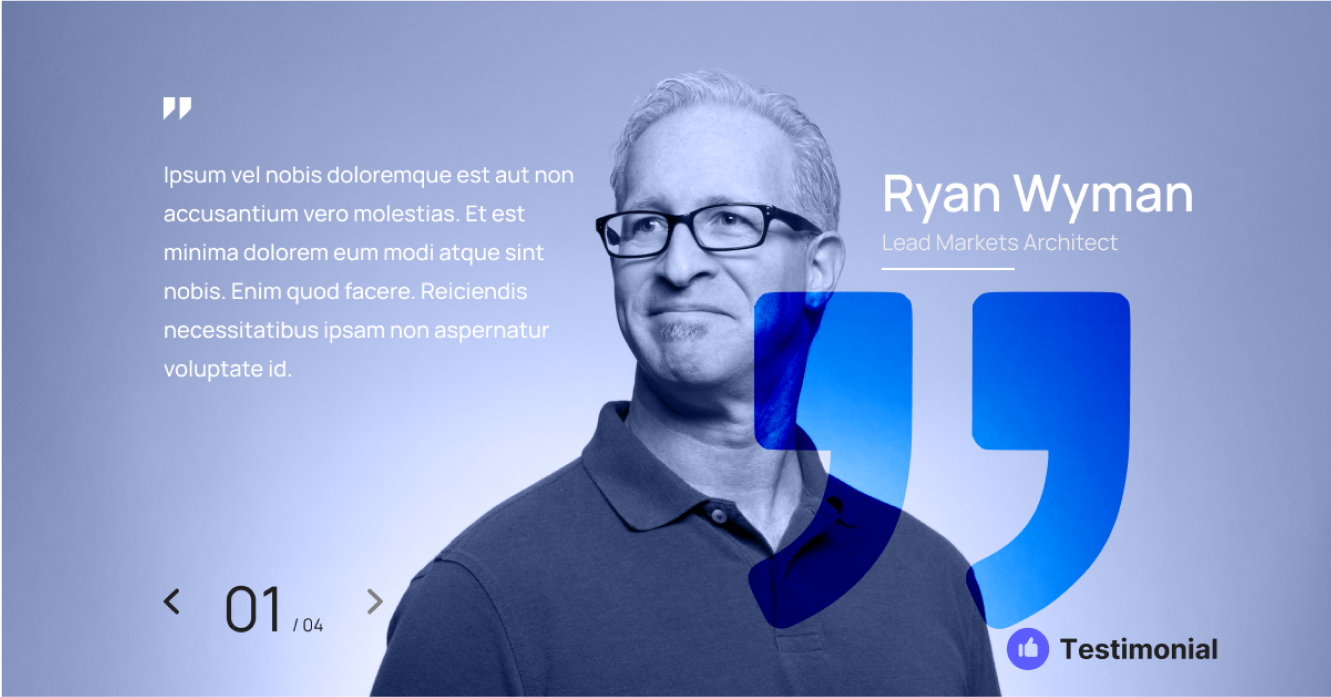 Ipsum vel nobis doloremque est aut non
accusantium vero molestias. Et est
minima dolorem eum modi atque sint
nobis. Enim quod facere. Reiciendis
necessitatibus ipsam non aspernatur
voluptate id.
Ryan Wyman
Lead Markets Architect
01 / 04
Testimonial